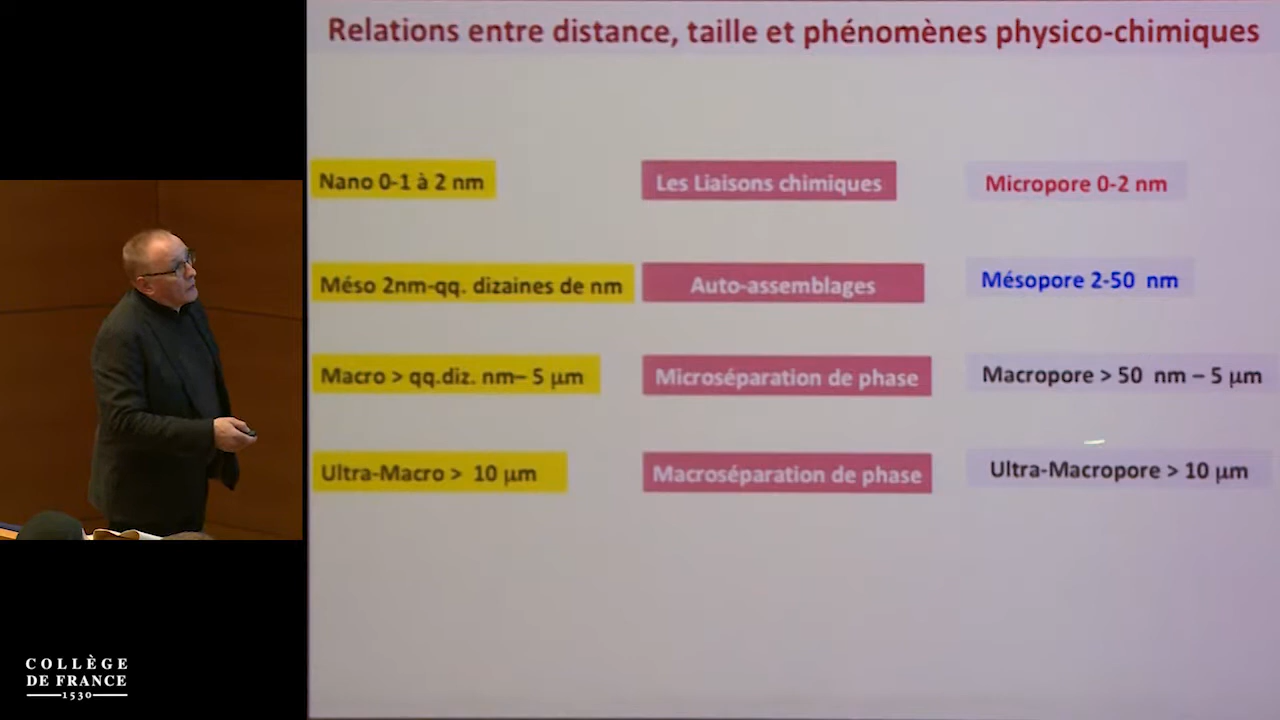 Relations entre distance, taille et phénomènes physico-chimiques
Nano 0-1 à 2 nm
Les Liaisons chimiques
Micropore 0-2 nm
Méso 2nm-qq. dizaines de nm
Auto-assemblages
Mésopore 2-50 nm
Macro > qq.diz. nm– 5 µm
Microséparation de phase
Macropore > 50 nm – 5 µm
Ultra-Macro > 10 µm
Macroséparation de phase
Ultra-Macropore > 10 µm
COLLÈGE
DE FRANCE
1530